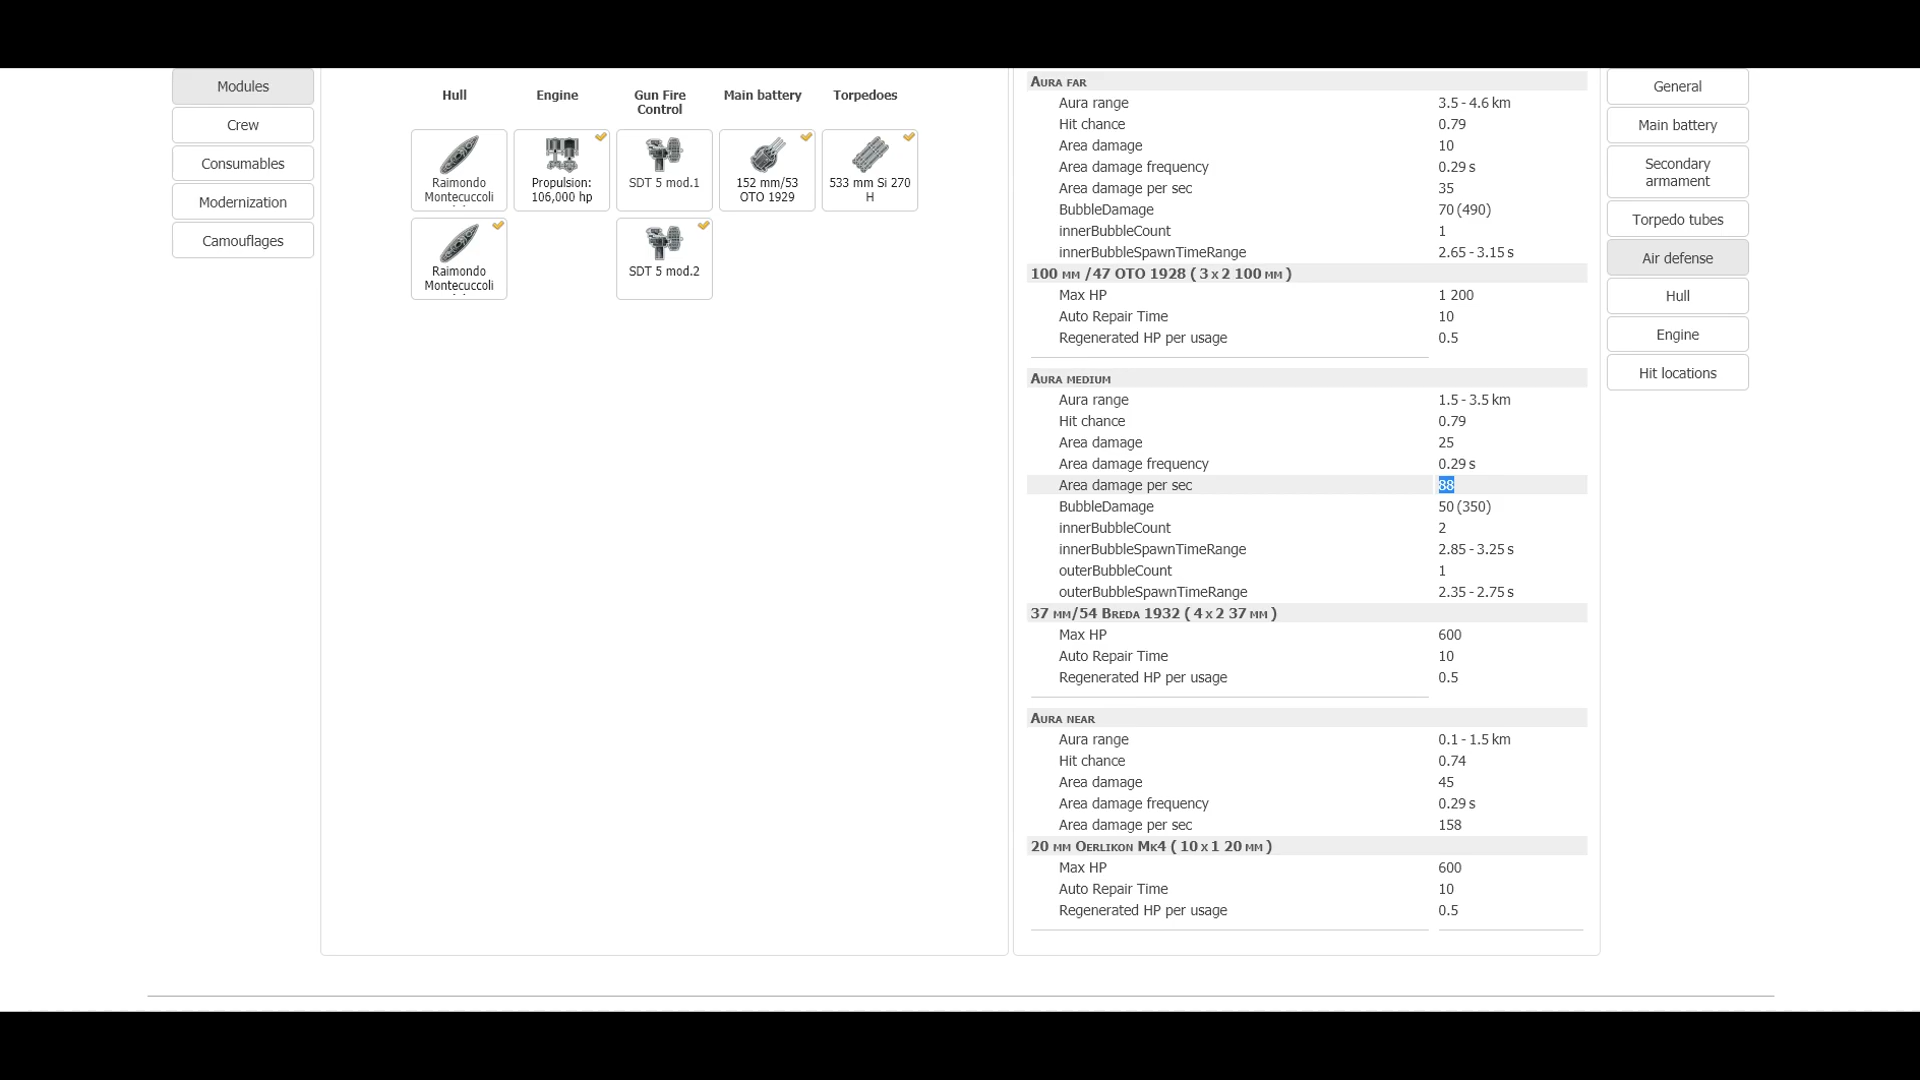 Modules
Crew
Consumables
Modernization
Camouflages
Hull
Engine
Gun Fire
Control
Main battery
Torpedoes
Raimondo
Montecuccoli
Propulsion:
106,000 hp
SDT 5 mod.1
152 mm/53
OTO 1929
533 mm Si 270
H
Raimondo
Montecuccoli
SDT 5 mod.2
AURA FAR
Aura range 3.5 - 4.6 km
Hit chance 0.79
Area damage 10
Area damage frequency 0.29 s
Area damage per sec 35
BubbleDamage 70 (490)
innerBubbleCount 1
innerBubbleSpawnTimeRange 2.65 - 3.15 s
100 MM /47 OTO 1928 ( 3 X 2 100 MM )
Max HP 1 200
Auto Repair Time 10
Regenerated HP per usage 0.5
AURA MEDIUM
Aura range 1.5 - 3.5 km
Hit chance 0.79
Area damage 25
Area damage frequency 0.29 s
Area damage per sec 88
BubbleDamage 50 (350)
innerBubbleCount 2
innerBubbleSpawnTimeRange 2.85 - 3.25 s
outerBubbleCount 1
outerBubbleSpawnTimeRange 2.35 - 2.75 s
37 MM/54 BREDA 1932 ( 4 X 2 37 MM )
Max HP 600
Auto Repair Time 10
Regenerated HP per usage 0.5
AURA NEAR
Aura range 0.1 - 1.5 km
Hit chance 0.74
Area damage 45
Area damage frequency 0.29 s
Area damage per sec 158
20 MM OERLIKON MK4 ( 10 X 1 20 MM )
Max HP 600
Auto Repair Time 10
Regenerated HP per usage 0.5
General
Main battery
Secondary
armament
Torpedo tubes
Air defense
Hull
Engine
Hit locations